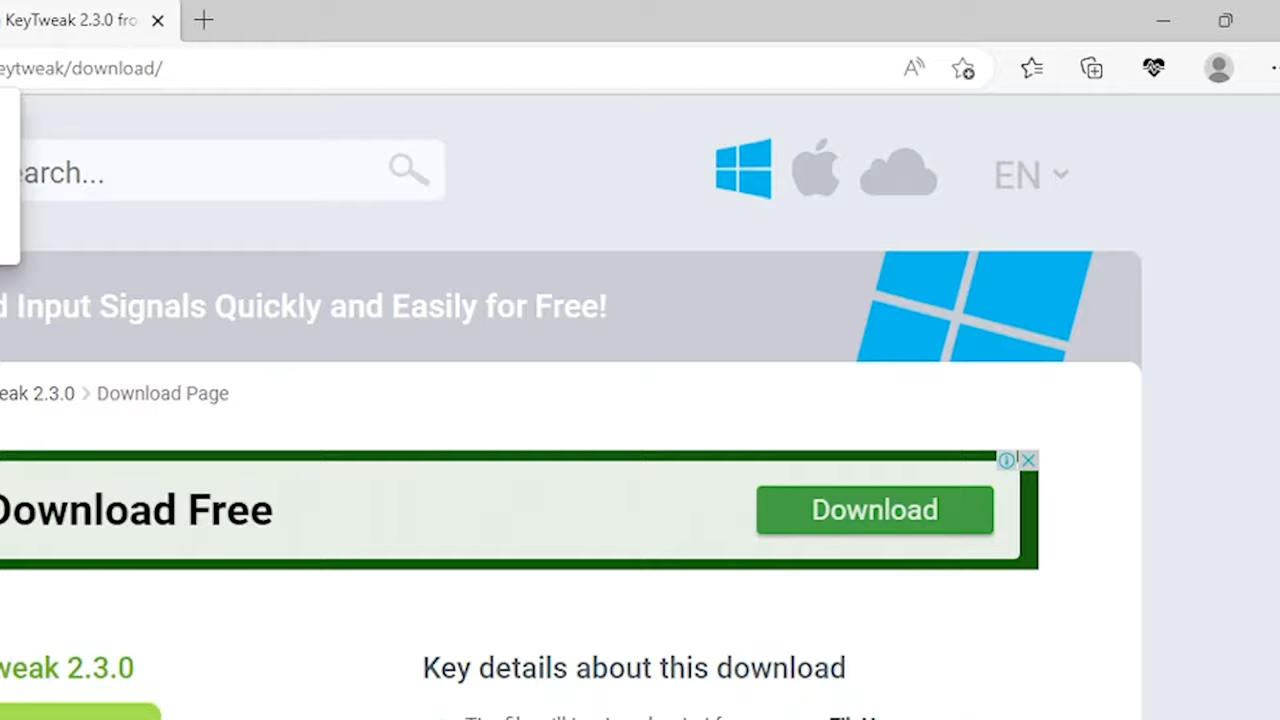 KeyTweak 2.3.0 fro
eytweak/download/
earch...
EN
d Input Signals Quickly and Easily for Free!
eak 2.3.0 > Download Page
Download Free
Download
weak 2.3.0
Key details about this download